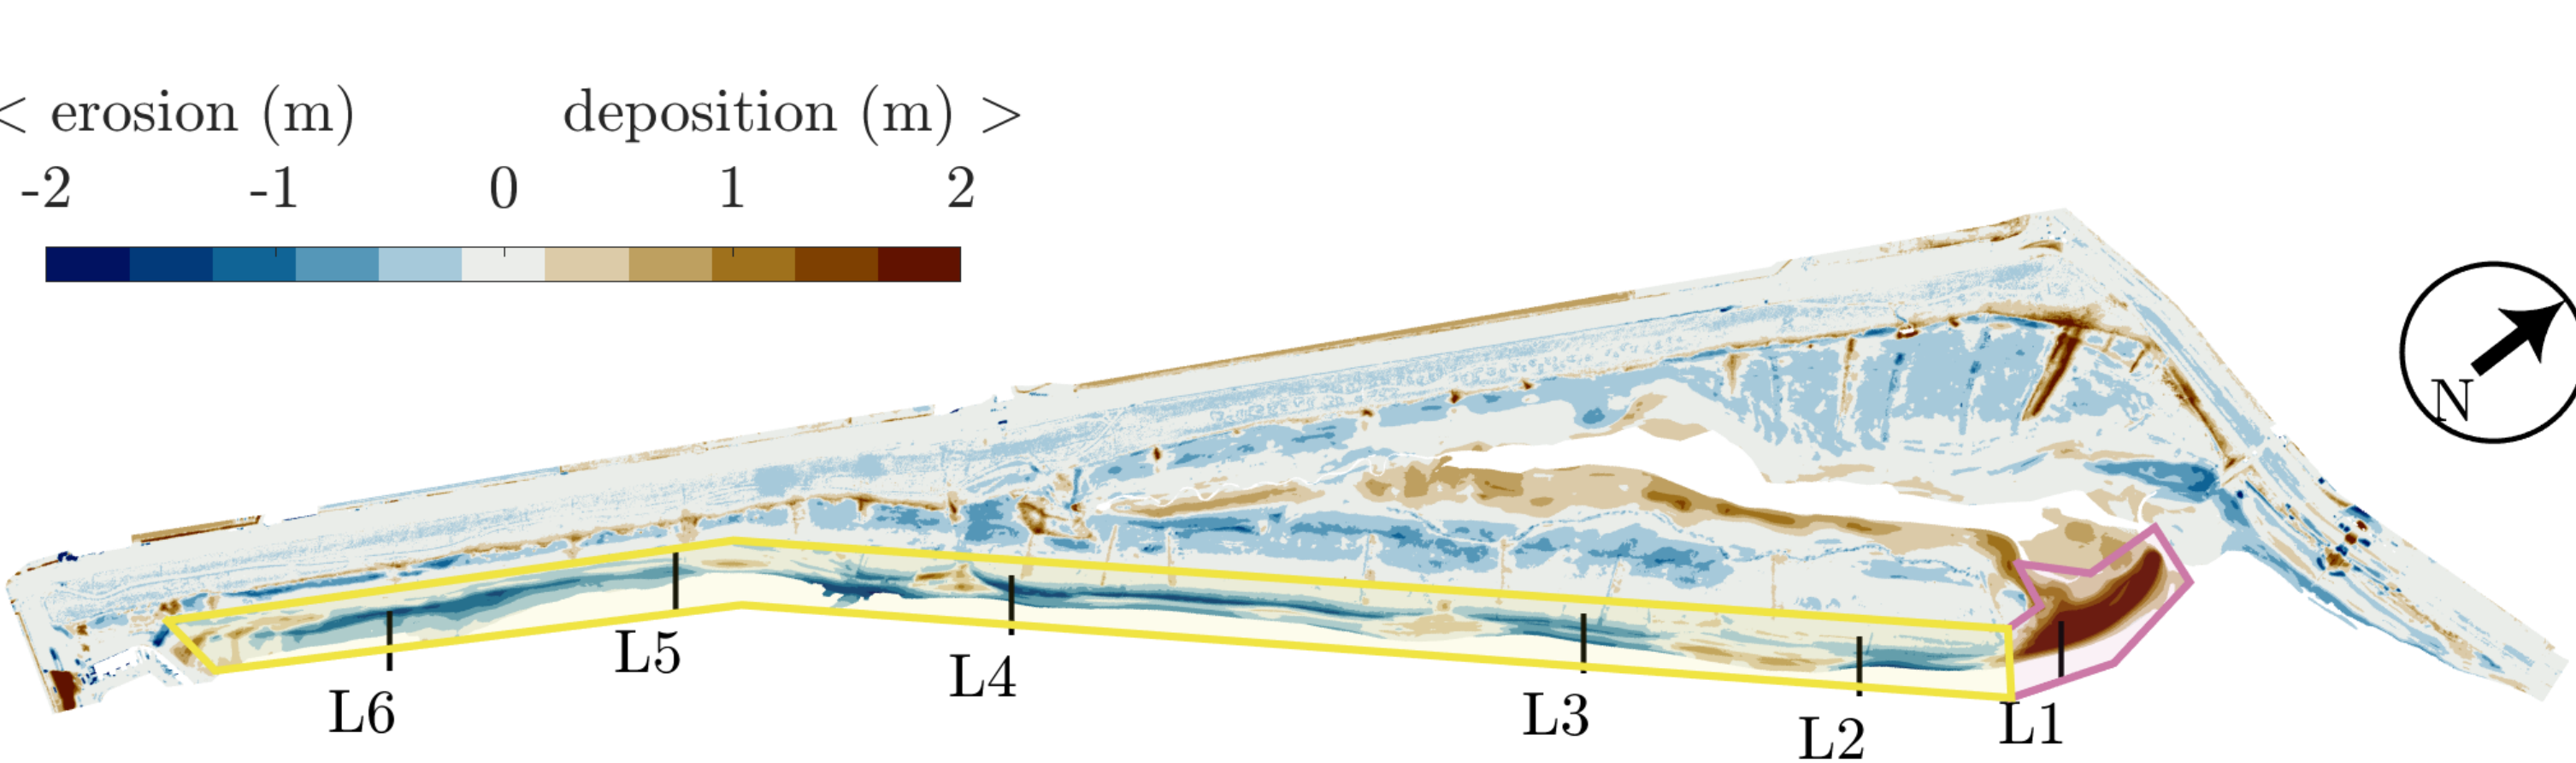 < erosion (m) deposition (m) >
-2 -1 0 1 2
N
L6
L5
L4
L3
L2
L1